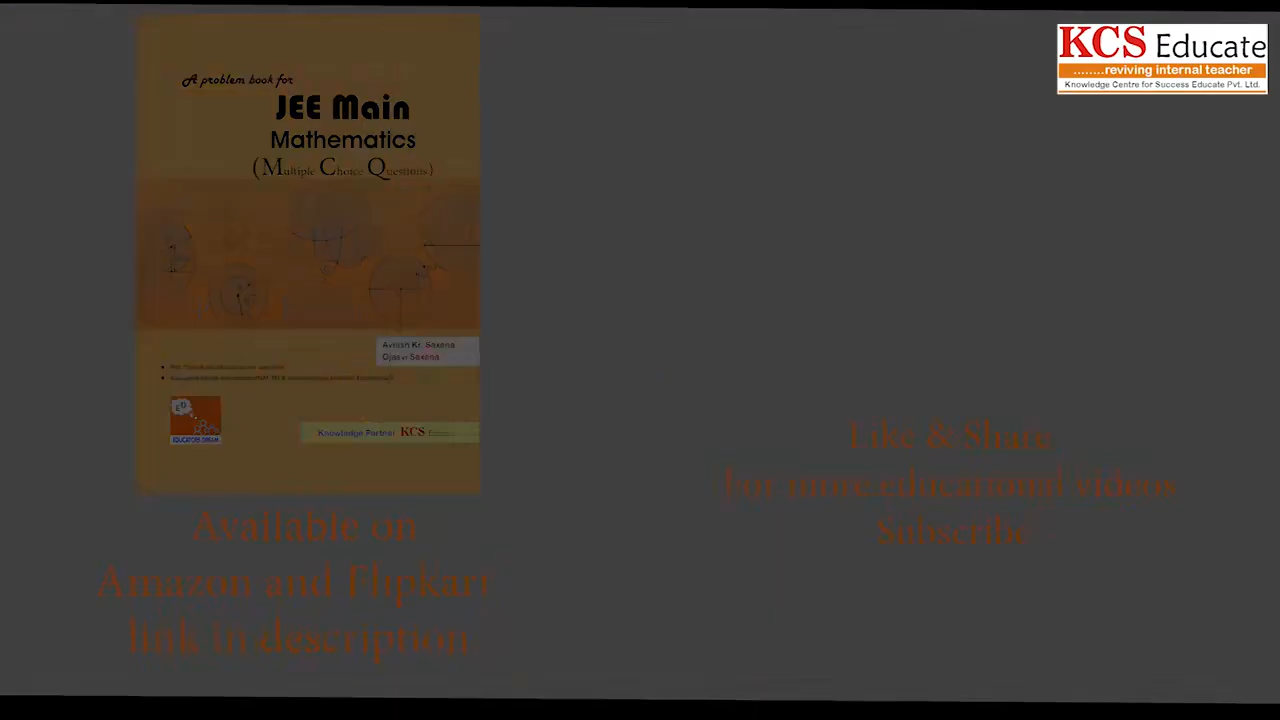 KCS Educate
........reviving internal teacher
Knowledge Centre for Success Educate Pvt. Ltd.
A problem book for
JEE Main
Mathematics
(Multiple Choice Questions)
Avnish Kr. Saxena
Ojasvi Saxena
EDUCATORS DREAM
Knowledge Partner KCS
Available on
Amazon and Flipkart
link in description
Like & Share
For more educational videos
Subscribe